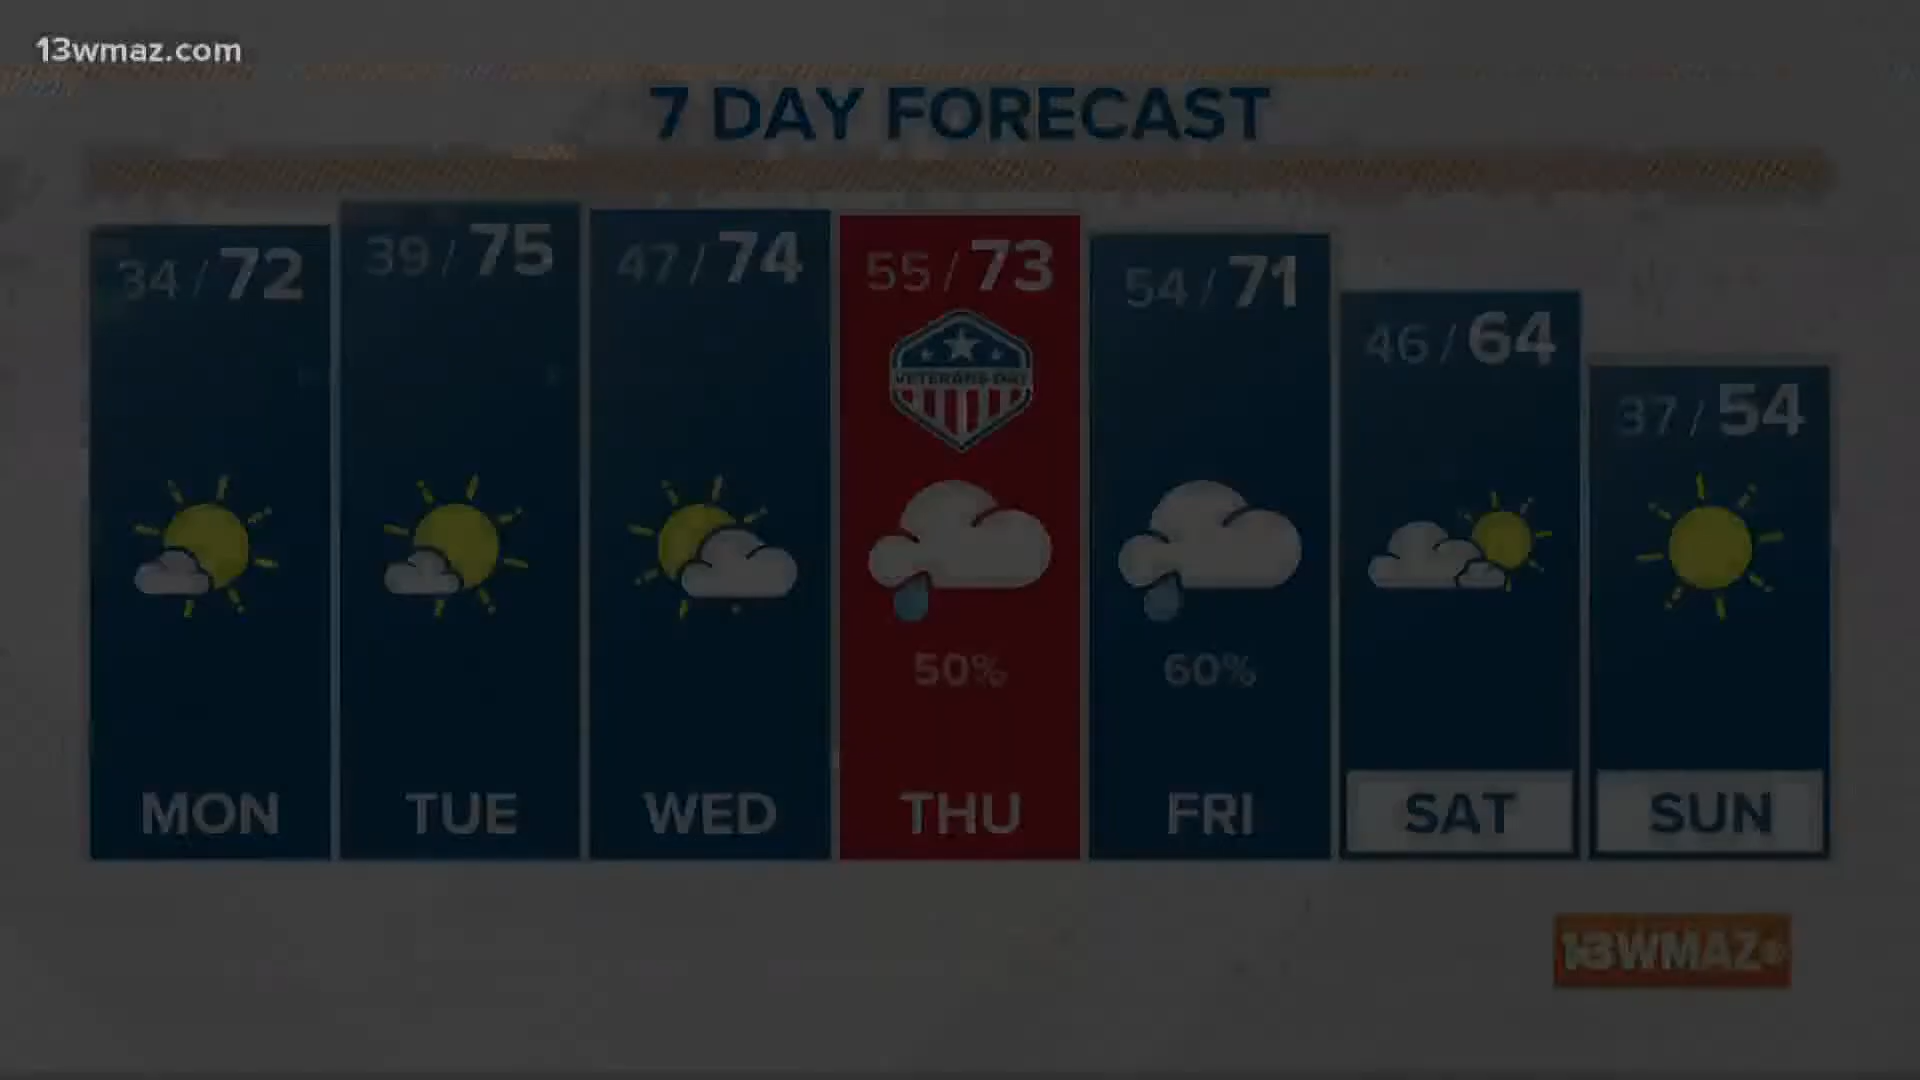 13wmaz.com
7 DAY FORECAST
34/72 39/75 47/74 55/73 54/71 46/64 37/54
VETERANS DAY
50% 60%
MON TUE WED THU FRI SAT SUN
13WMAZ